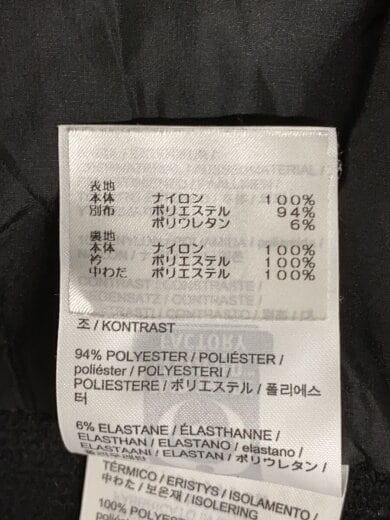 表地
本体 ナイロン 100%
別布 ポリエステル 94%
ポリウレタン 6%
裏地
本体 ナイロン 100%
衿 ポリエステル 100%
中わた ポリエステル 100%
조 / KONTRAST
94% POLYESTER / POLIÉSTER /
poliéster / POLYESTERI /
POLIESTERE / ポリエステル / 폴리에스
터
6% ELASTANE / ÉLASTHANNE /
ELASTHAN / ELASTANO / elastano /
ELASTAANI / ELASTAN / ポリウレタン /
TÉRMICO / ERISTYS / ISOLAMENTO /
中わた / 보온재 / ISOLERING
100% POLYESTER